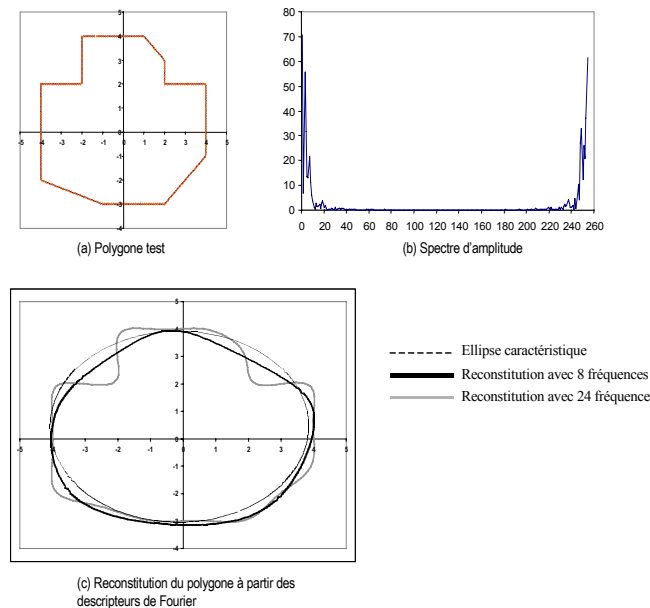 5
4
3
2
1
0
-5 -4 -3 -2 -1 0 1 2 3 4 5
-1
-2
-3
-4
(a) Polygone test
80
70
60
50
40
30
20
10
0
0 20 40 60 80 100 120 140 160 180 200 220 240 260
(b) Spectre d'amplitude
5
4
3
2
1
0
-5 -4 -3 -2 -1 0 1 2 3 4 5
-1
-2
-3
-4
Ellipse caractéristique
Reconstitution avec 8 fréquences
Reconstitution avec 24 fréquence
(c) Reconstitution du polygone à partir des
descripteurs de Fourier